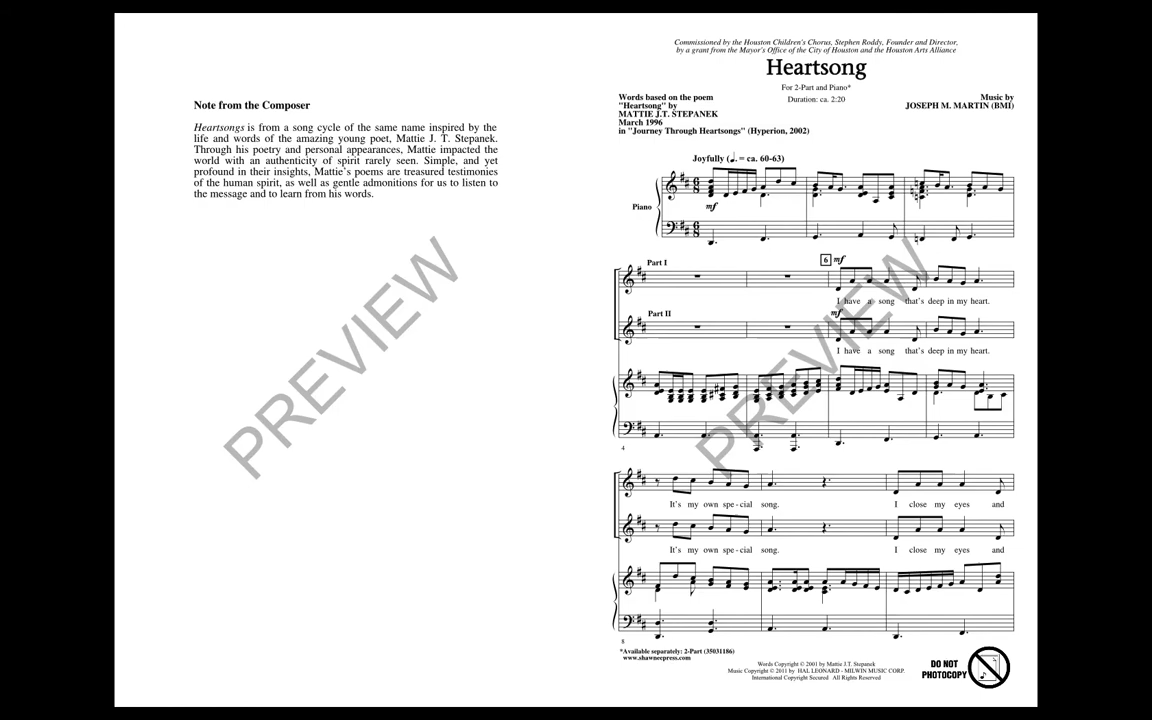 Note from the Composer
Heartsongs is from a song cycle of the same name inspired by the
life and words of the amazing young poet, Mattie J. T. Stepanek.
Through his poetry and personal appearances, Mattie impacted the
world with an authenticity of spirit rarely seen. Simple, and yet
profound in their insights, Mattie's poems are treasured testimonies
of the human spirit, as well as gentle admonitions for us to listen to
the message and to learn from his words.
PREVIEW
Commissioned by the Houston Children's Chorus, Stephen Roddy, Founder and Director,
by a grant from the Mayor's Office of the City of Houston and the Houston Arts Alliance
Heartsong
For 2-Part and Piano*
Duration: ca. 2:20
Words based on the poem
"Heartsong" by
MATTIE J.T. STEPANEK
March 1996
in "Journey Through Heartsongs" (Hyperion, 2002)
Music by
JOSEPH M. MARTIN (BMI)
Joyfully (♩. = ca. 60-63)
Piano
mf
Part I
6 mf
I have a song that's deep in my heart.
Part II
mf
I have a song that's deep in my heart.
4
PREVIEW
It's my own spe - cial song. I close my eyes and
It's my own spe - cial song. I close my eyes and
8
*Available separately: 2-Part (35031186)
www.shawneepress.com
Words Copyright © 2001 by Mattie J.T. Stepanek
Music Copyright © 2011 by HAL LEONARD - MILWIN MUSIC CORP.
International Copyright Secured All Rights Reserved
DO NOT
PHOTOCOPY